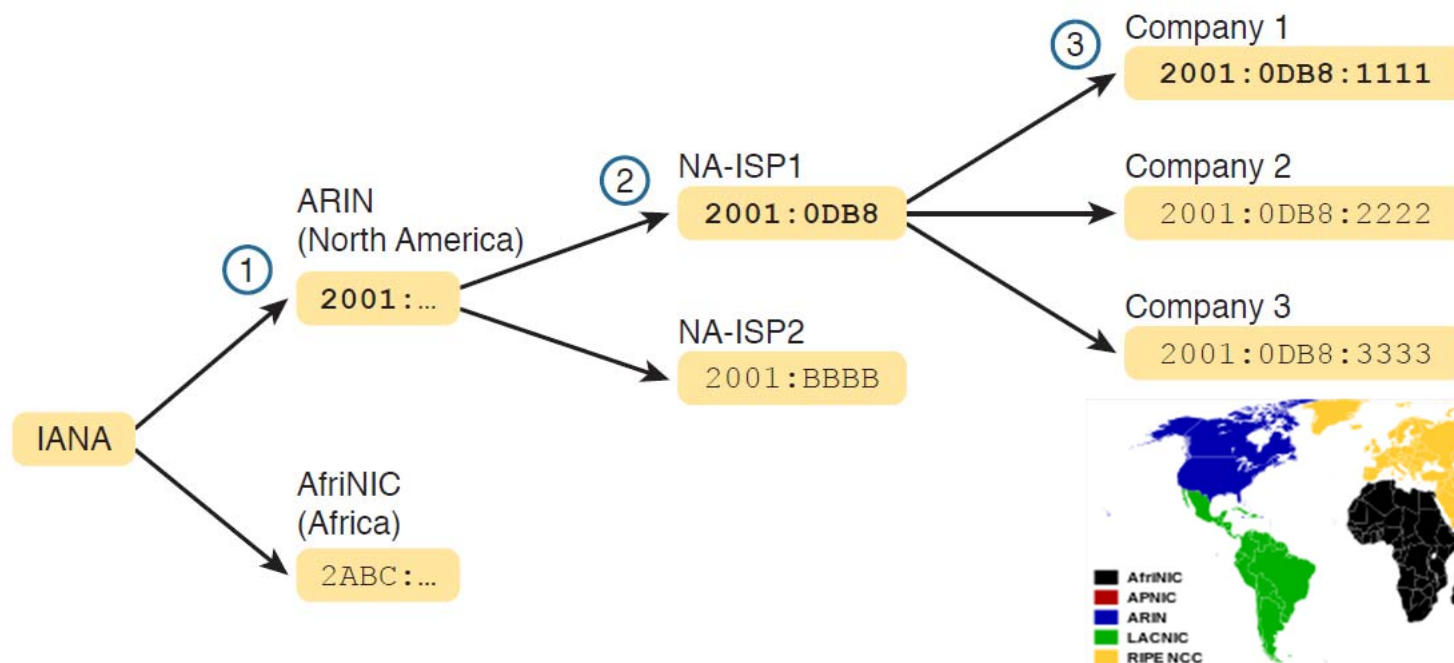 Company 1
3
2001:0DB8:1111
NA-ISP1
2
2001:0DB8
Company 2
2001:0DB8:2222
ARIN
(North America)
1
2001:…
Company 3
2001:0DB8:3333
NA-ISP2
2001:BBBB
IANA
AfriNIC
(Africa)
2ABC:…
AfriNIC
APNIC
ARIN
LACNIC
RIPE NCC